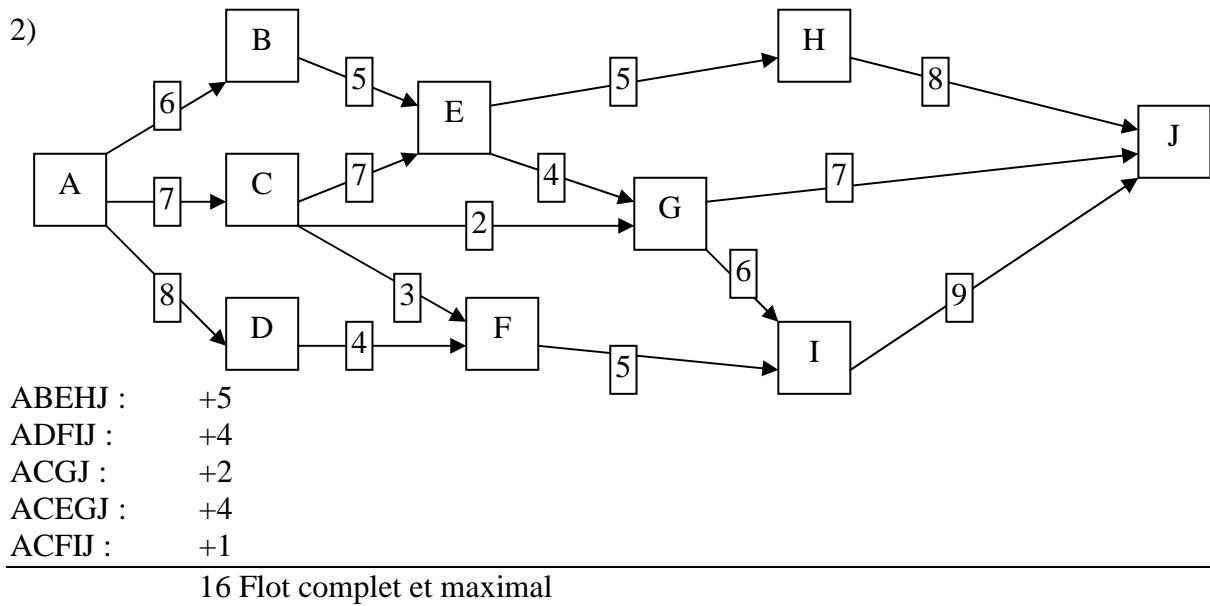 2)
B
H
6
5
5
8
E
J
A
7
C
7
4
7
G
2
8
3
6
9
D
4
F
5
I
ABEHJ : +5
ADFIJ : +4
ACGJ : +2
ACEGJ : +4
ACFIJ : +1
16 Flot complet et maximal